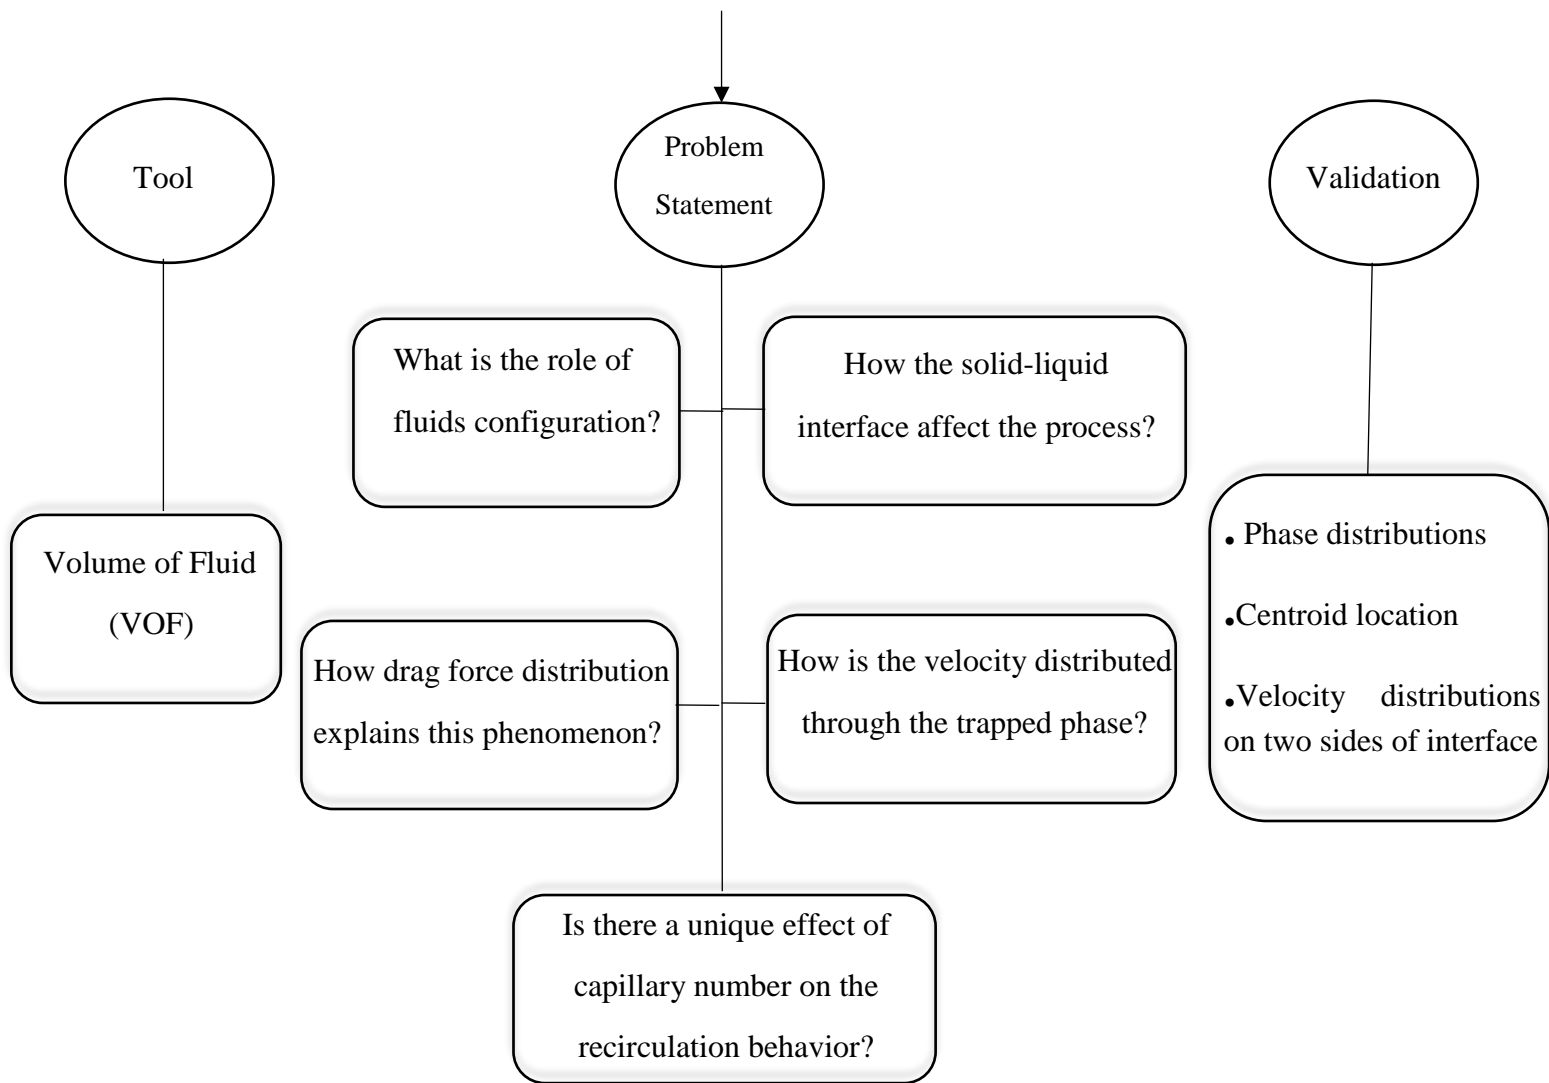 Tool
Problem
Statement
Validation
What is the role of
fluids configuration?
How the solid-liquid
interface affect the process?
Volume of Fluid
(VOF)
How drag force distribution
explains this phenomenon?
How is the velocity distributed
through the trapped phase?
. Phase distributions
.Centroid location
.Velocity distributions
on two sides of interface
Is there a unique effect of
capillary number on the
recirculation behavior?